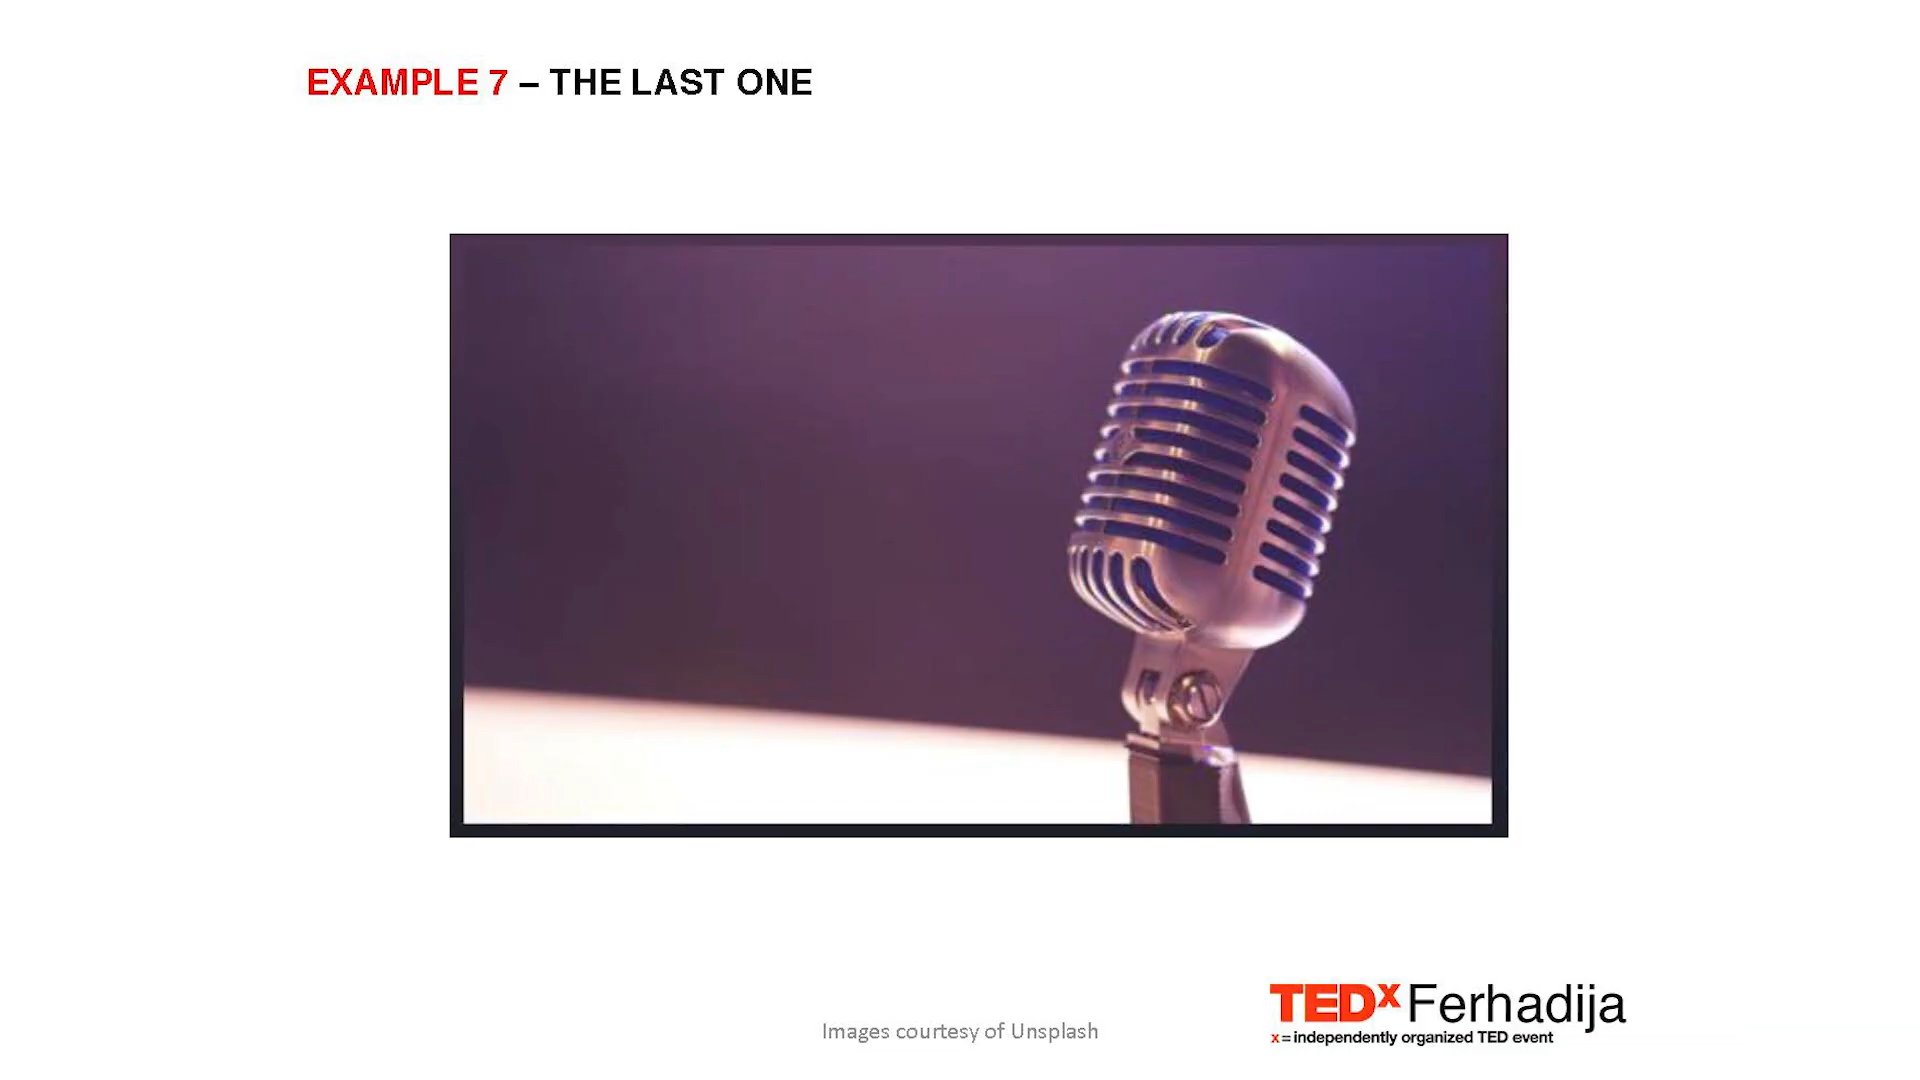 EXAMPLE 7 – THE LAST ONE
Images courtesy of Unsplash
TEDx Ferhadija
x = independently organized TED event